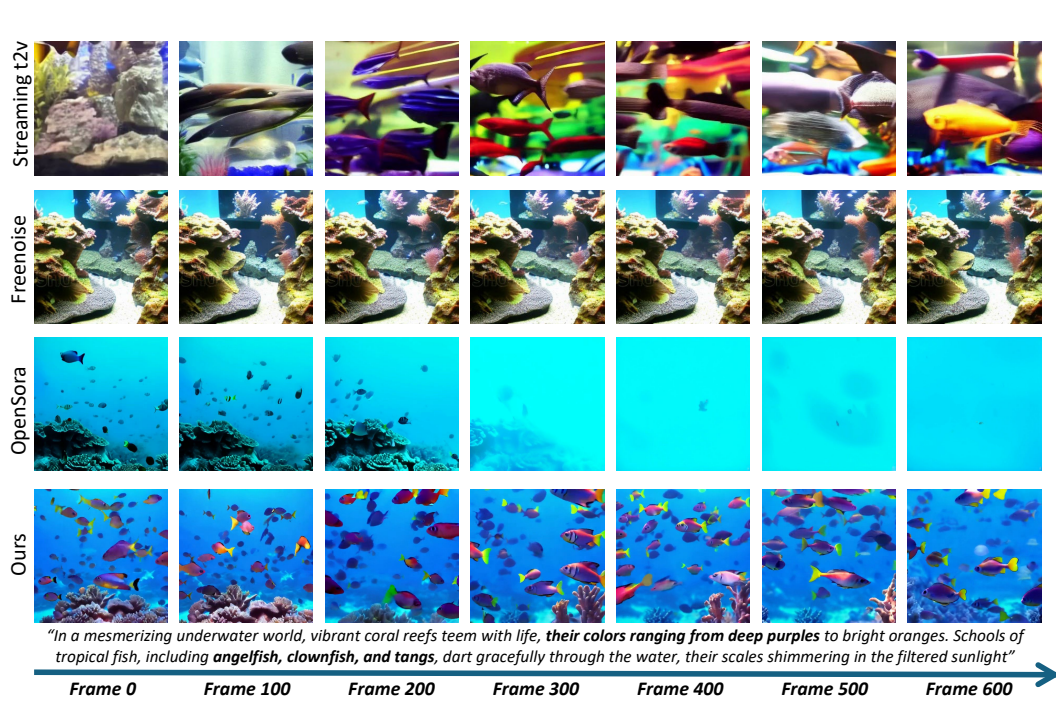 Streaming t2v
Freenoise
OpenSora
Ours
“In a mesmerizing underwater world, vibrant coral reefs teem with life, their colors ranging from deep purples to bright oranges. Schools of
tropical fish, including angelfish, clownfish, and tangs, dart gracefully through the water, their scales shimmering in the filtered sunlight”
Frame 0
Frame 100
Frame 200
Frame 300
Frame 400
Frame 500
Frame 600